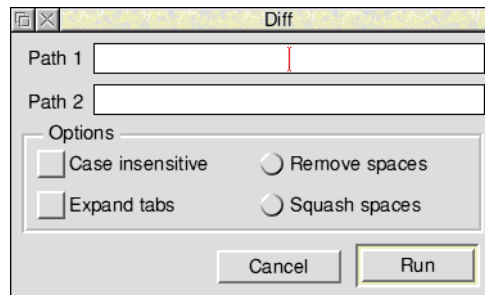 Diff
Path 1
Path 2
Options
Case insensitive Remove spaces
Expand tabs Squash spaces
Cancel Run